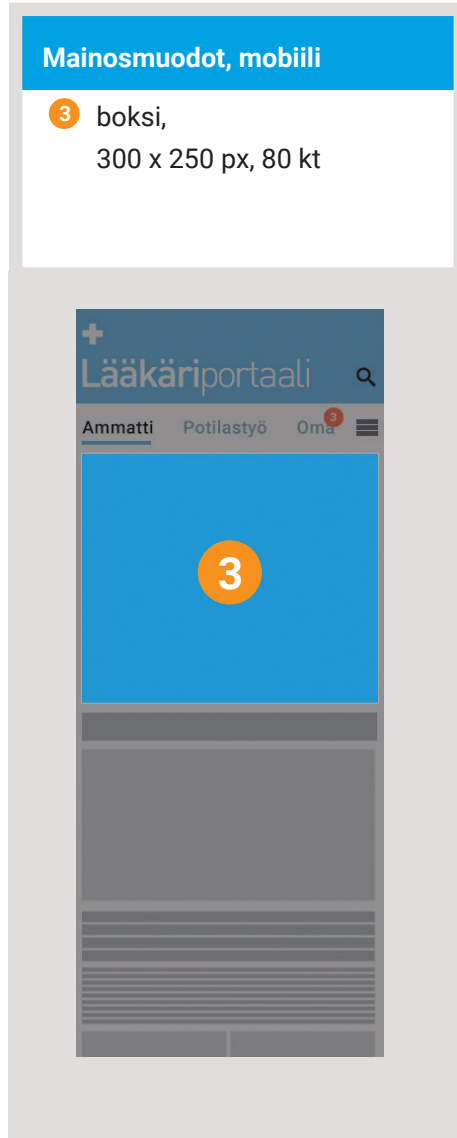 Mainosmuodot, mobiili
3 boksi,
300 x 250 px, 80 kt
Lääkäriportaali
Ammatti Potilastyö Oma 3
3